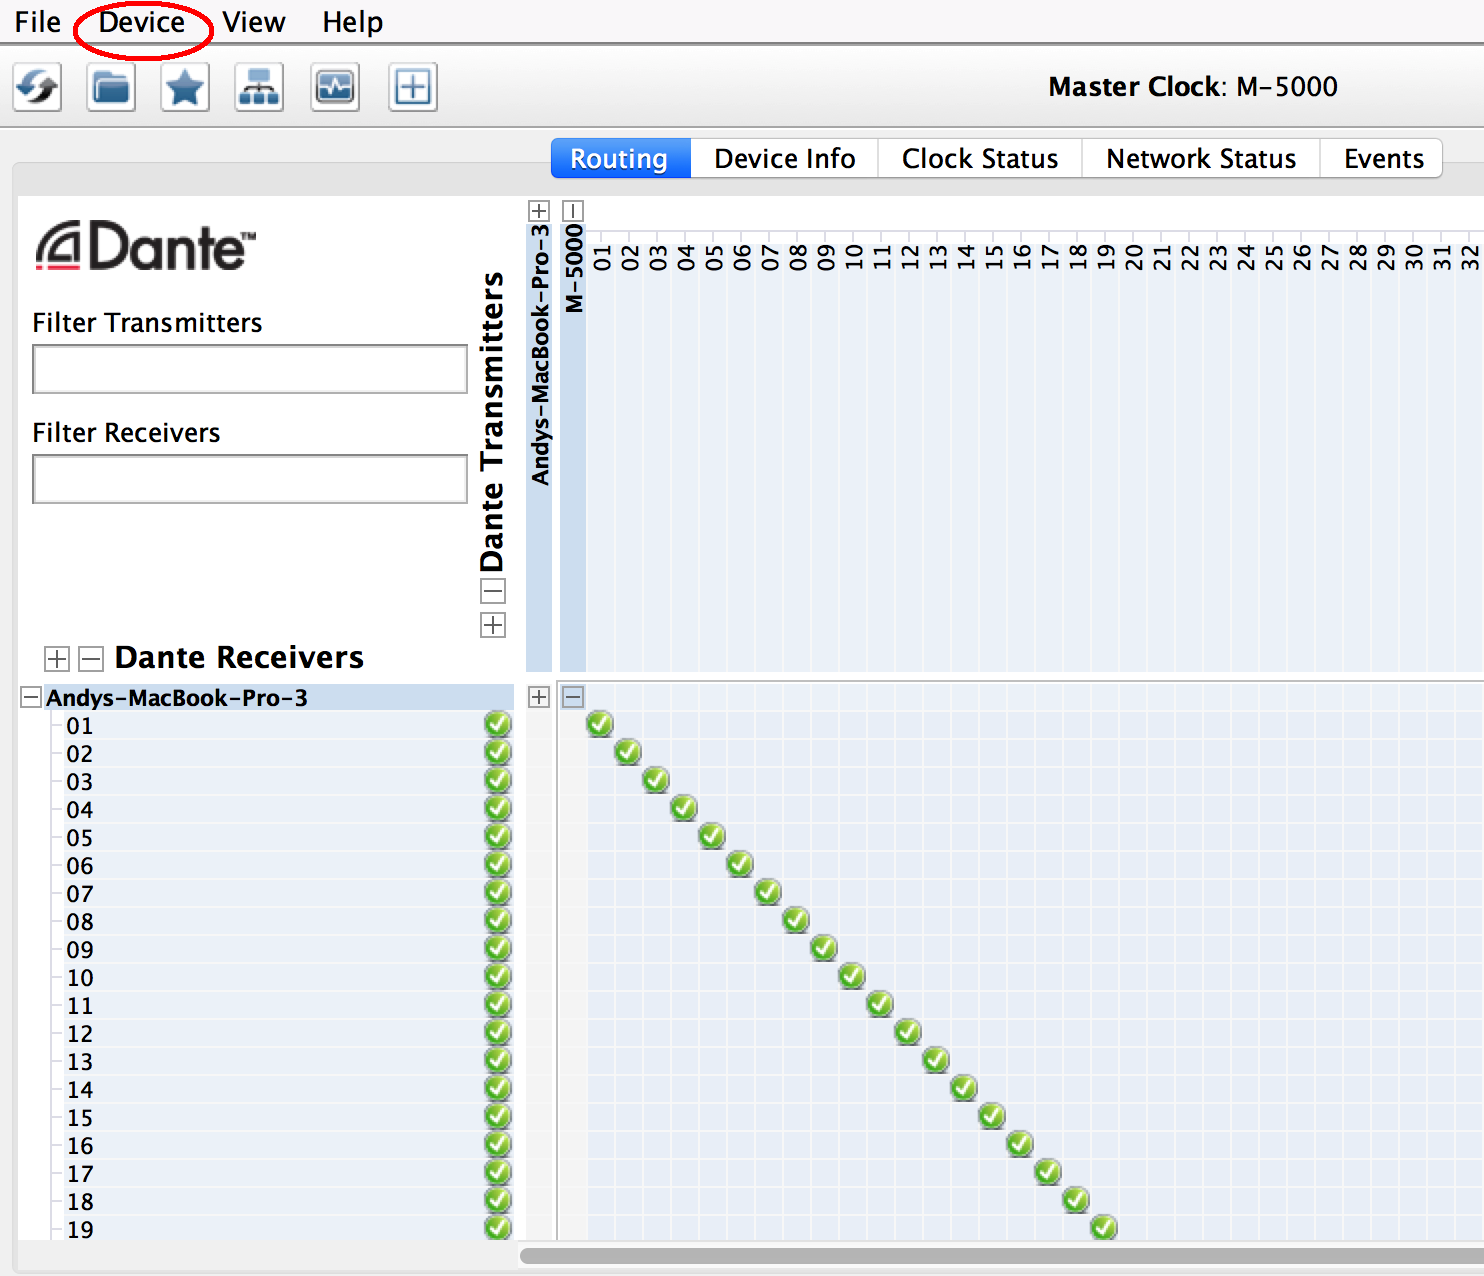 File Device View Help
Master Clock: M-5000
Routing Device Info Clock Status Network Status Events
Dante™
Filter Transmitters
Filter Receivers
Dante Transmitters
Andys-MacBook-Pro-3
M-5000
01 02 03 04 05 06 07 08 09 10 11 12 13 14 15 16 17 18 19 20 21 22 23 24 25 26 27 28 29 30 31 32
Dante Receivers
Andys-MacBook-Pro-3
01
02
03
04
05
06
07
08
09
10
11
12
13
14
15
16
17
18
19